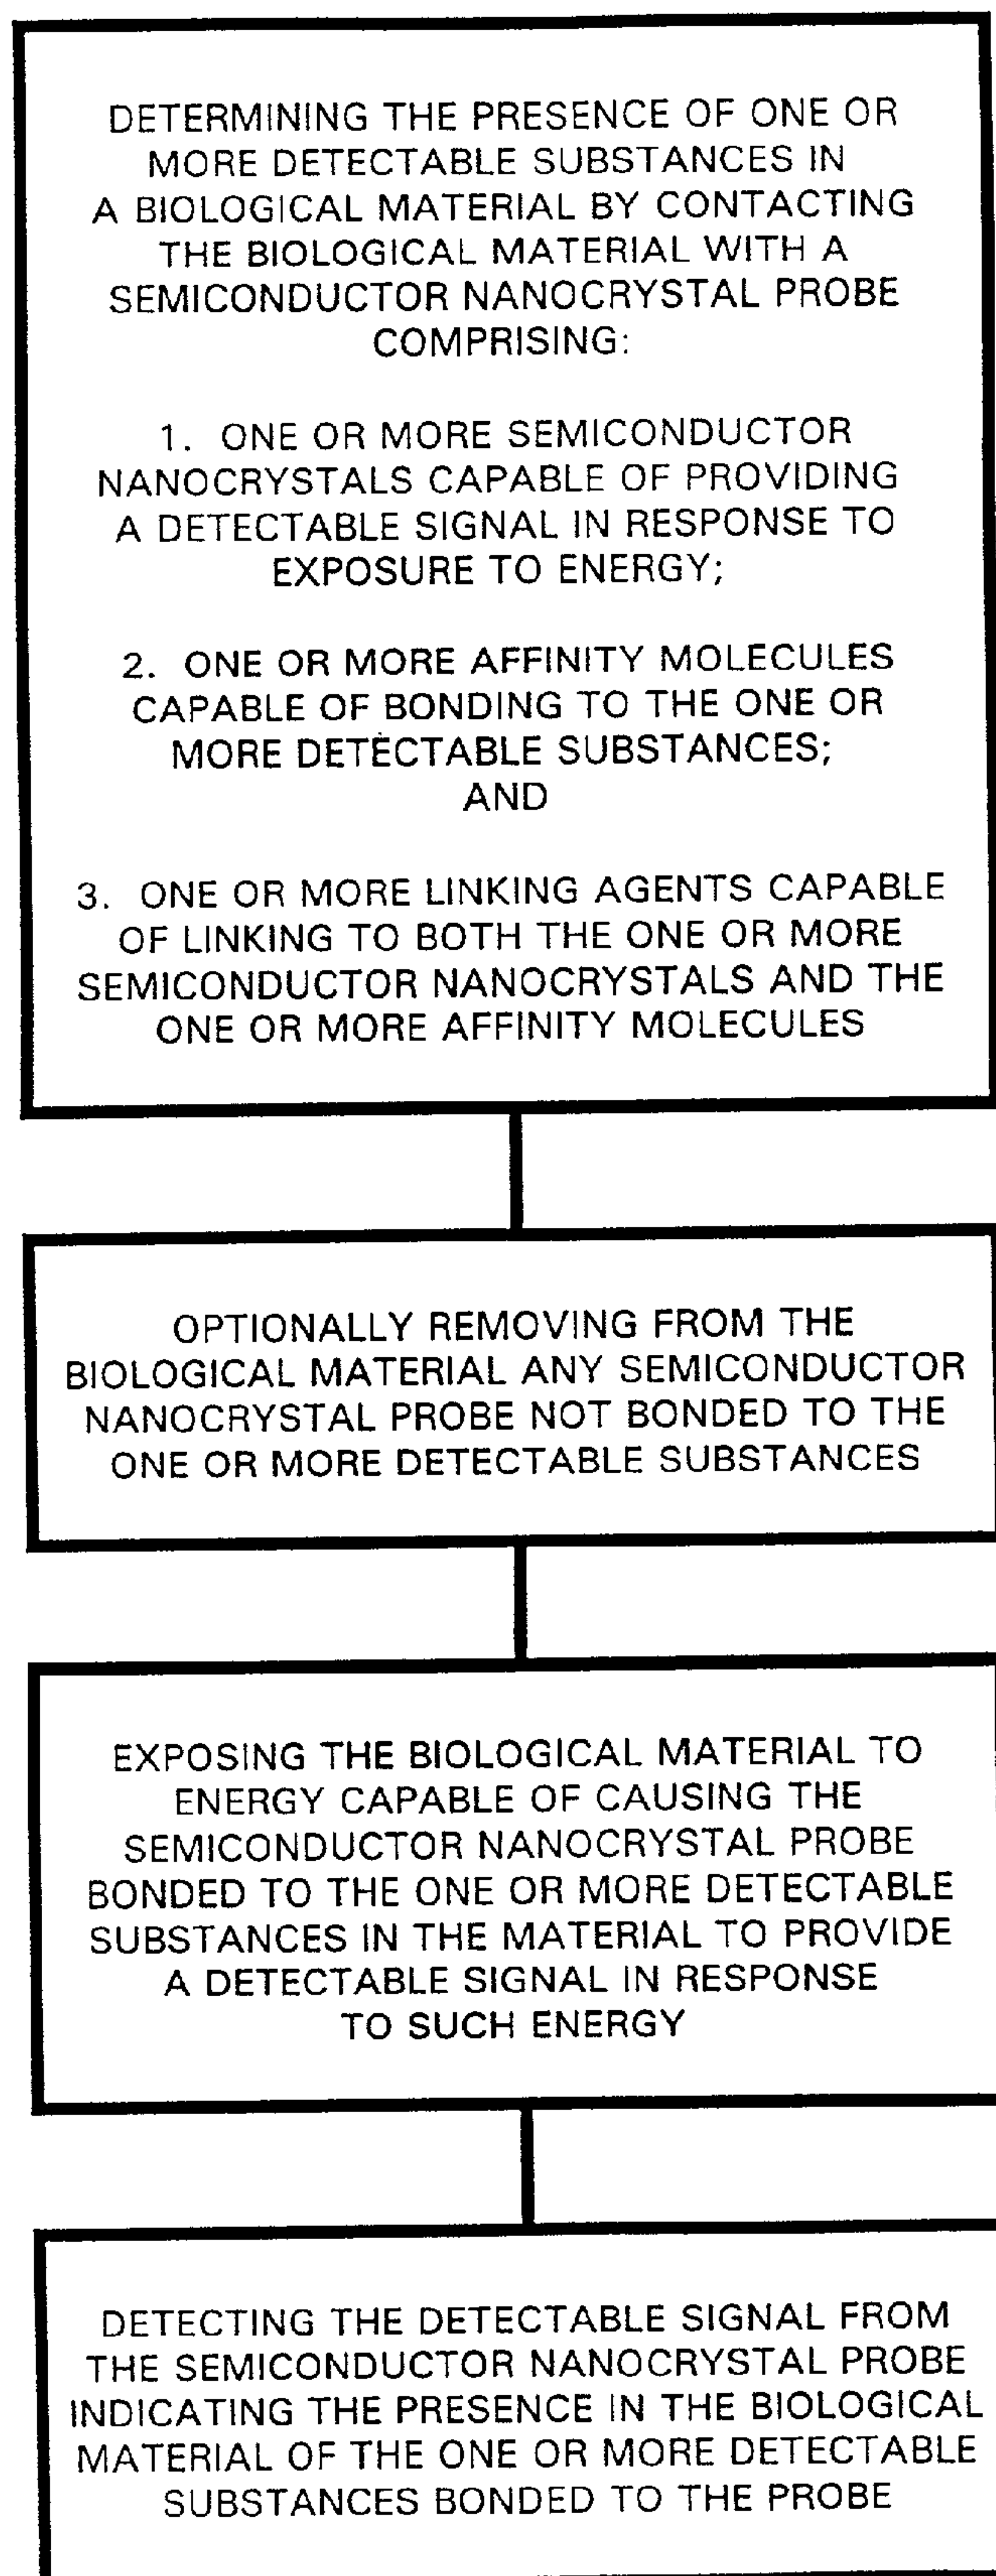 DETERMINING THE PRESENCE OF ONE OR
MORE DETECTABLE SUBSTANCES IN
A BIOLOGICAL MATERIAL BY CONTACTING
THE BIOLOGICAL MATERIAL WITH A
SEMICONDUCTOR NANOCRYSTAL PROBE
COMPRISING:
1. ONE OR MORE SEMICONDUCTOR
NANOCRYSTALS CAPABLE OF PROVIDING
A DETECTABLE SIGNAL IN RESPONSE TO
EXPOSURE TO ENERGY;
2. ONE OR MORE AFFINITY MOLECULES
CAPABLE OF BONDING TO THE ONE OR
MORE DETECTABLE SUBSTANCES;
AND
3. ONE OR MORE LINKING AGENTS CAPABLE
OF LINKING TO BOTH THE ONE OR MORE
SEMICONDUCTOR NANOCRYSTALS AND THE
ONE OR MORE AFFINITY MOLECULES
OPTIONALLY REMOVING FROM THE
BIOLOGICAL MATERIAL ANY SEMICONDUCTOR
NANOCRYSTAL PROBE NOT BONDED TO THE
ONE OR MORE DETECTABLE SUBSTANCES
EXPOSING THE BIOLOGICAL MATERIAL TO
ENERGY CAPABLE OF CAUSING THE
SEMICONDUCTOR NANOCRYSTAL PROBE
BONDED TO THE ONE OR MORE DETECTABLE
SUBSTANCES IN THE MATERIAL TO PROVIDE
A DETECTABLE SIGNAL IN RESPONSE
TO SUCH ENERGY
DETECTING THE DETECTABLE SIGNAL FROM
THE SEMICONDUCTOR NANOCRYSTAL PROBE
INDICATING THE PRESENCE IN THE BIOLOGICAL
MATERIAL OF THE ONE OR MORE DETECTABLE
SUBSTANCES BONDED TO THE PROBE